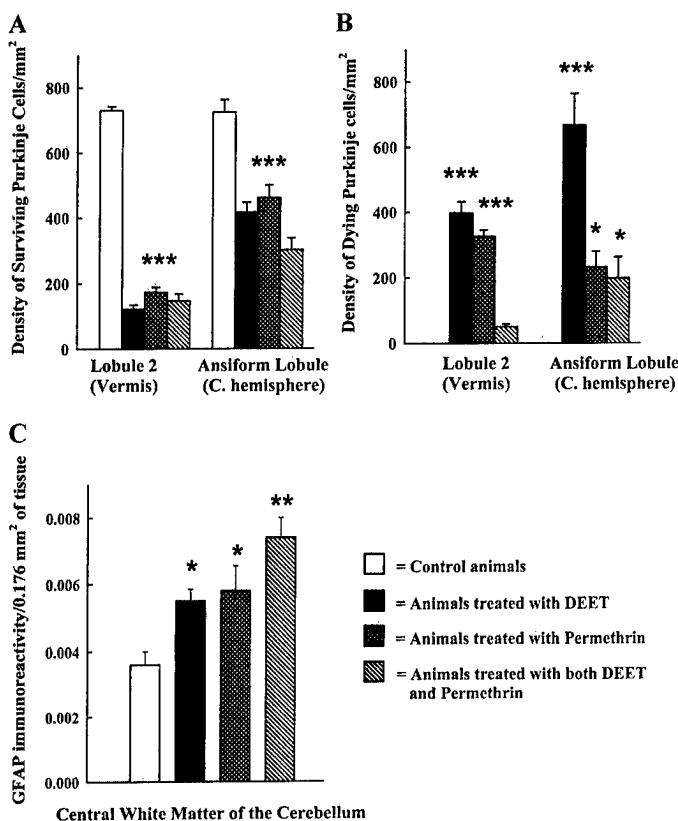 A
Density of Surviving Purkinje Cells/mm²
800
600
400
200
0
***
***
Lobule 2
(Vermis)
Ansiform Lobule
(C. hemisphere)
B
Density of Dying Purkinje cells/mm²
800
600
400
200
0
***
***
***
*
*
Lobule 2
(Vermis)
Ansiform Lobule
(C. hemisphere)
C
GFAP immunoreactivity/0.176 mm² of tissue
0.008
0.006
0.004
0.002
0.000
*
*
**
Central White Matter of the Cerebellum
= Control animals
= Animals treated with DEET
= Animals treated with Permethrin
= Animals treated with both DEET
and Permethrin